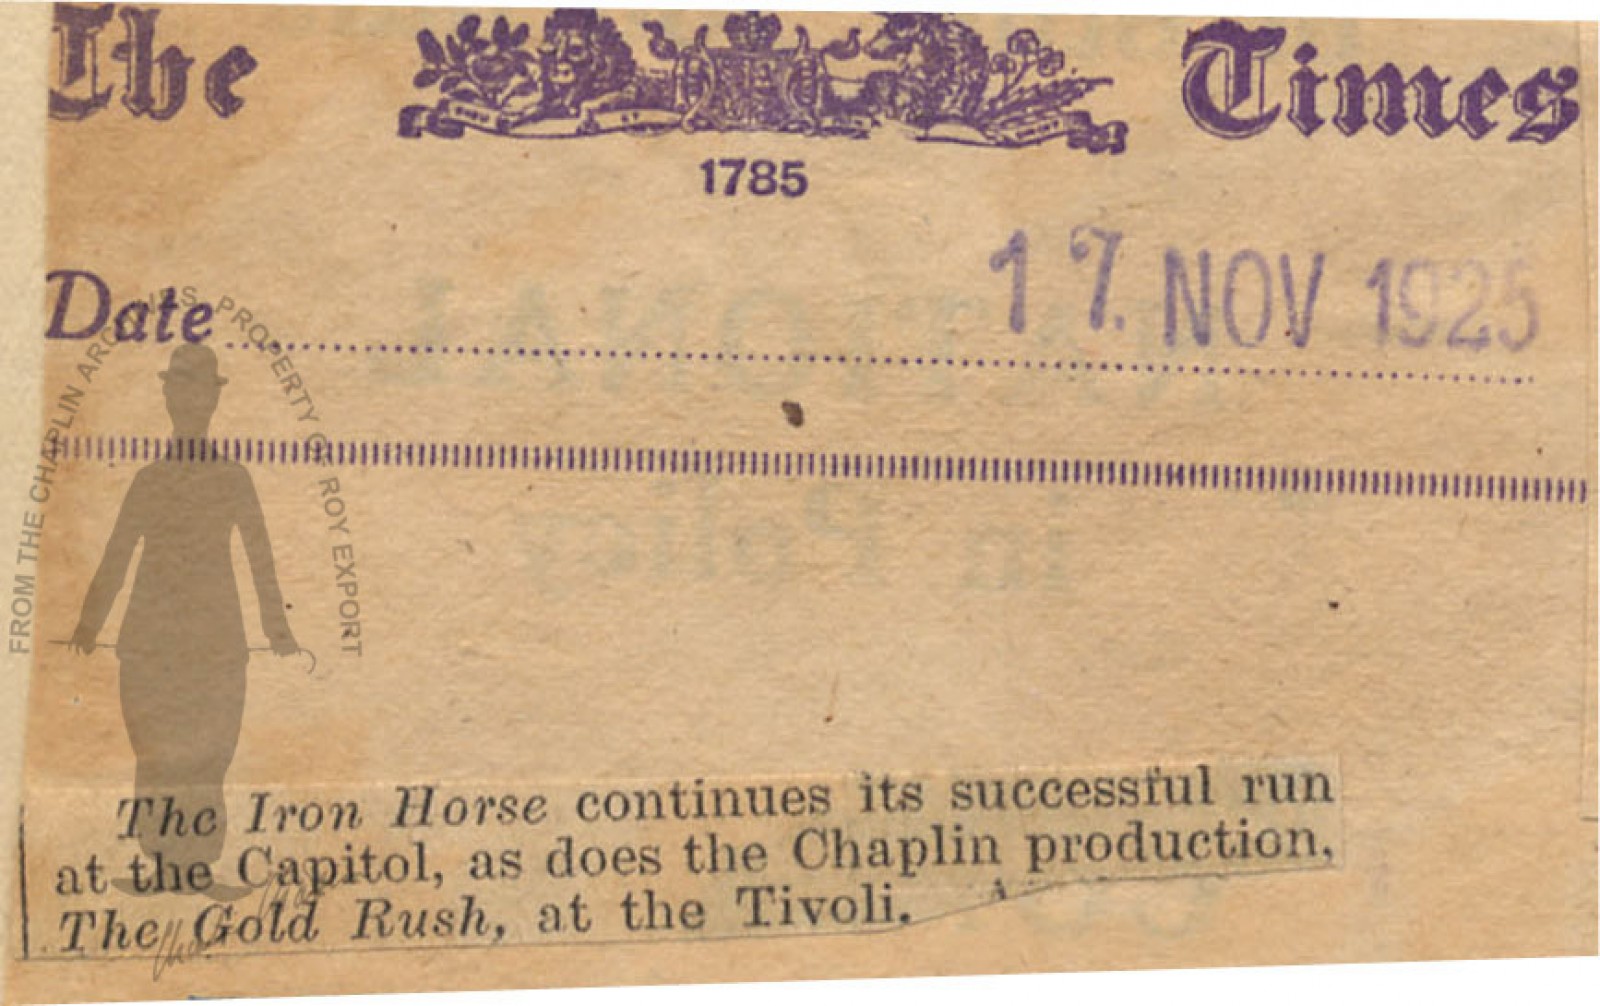 The Times
1785
Date
17. NOV 1925
FROM THE CHAPLIN ARCHIVES, PROPERTY OF ROY EXPORT
The Iron Horse continues its successful run
at the Capitol, as does the Chaplin production,
The Gold Rush, at the Tivoli.